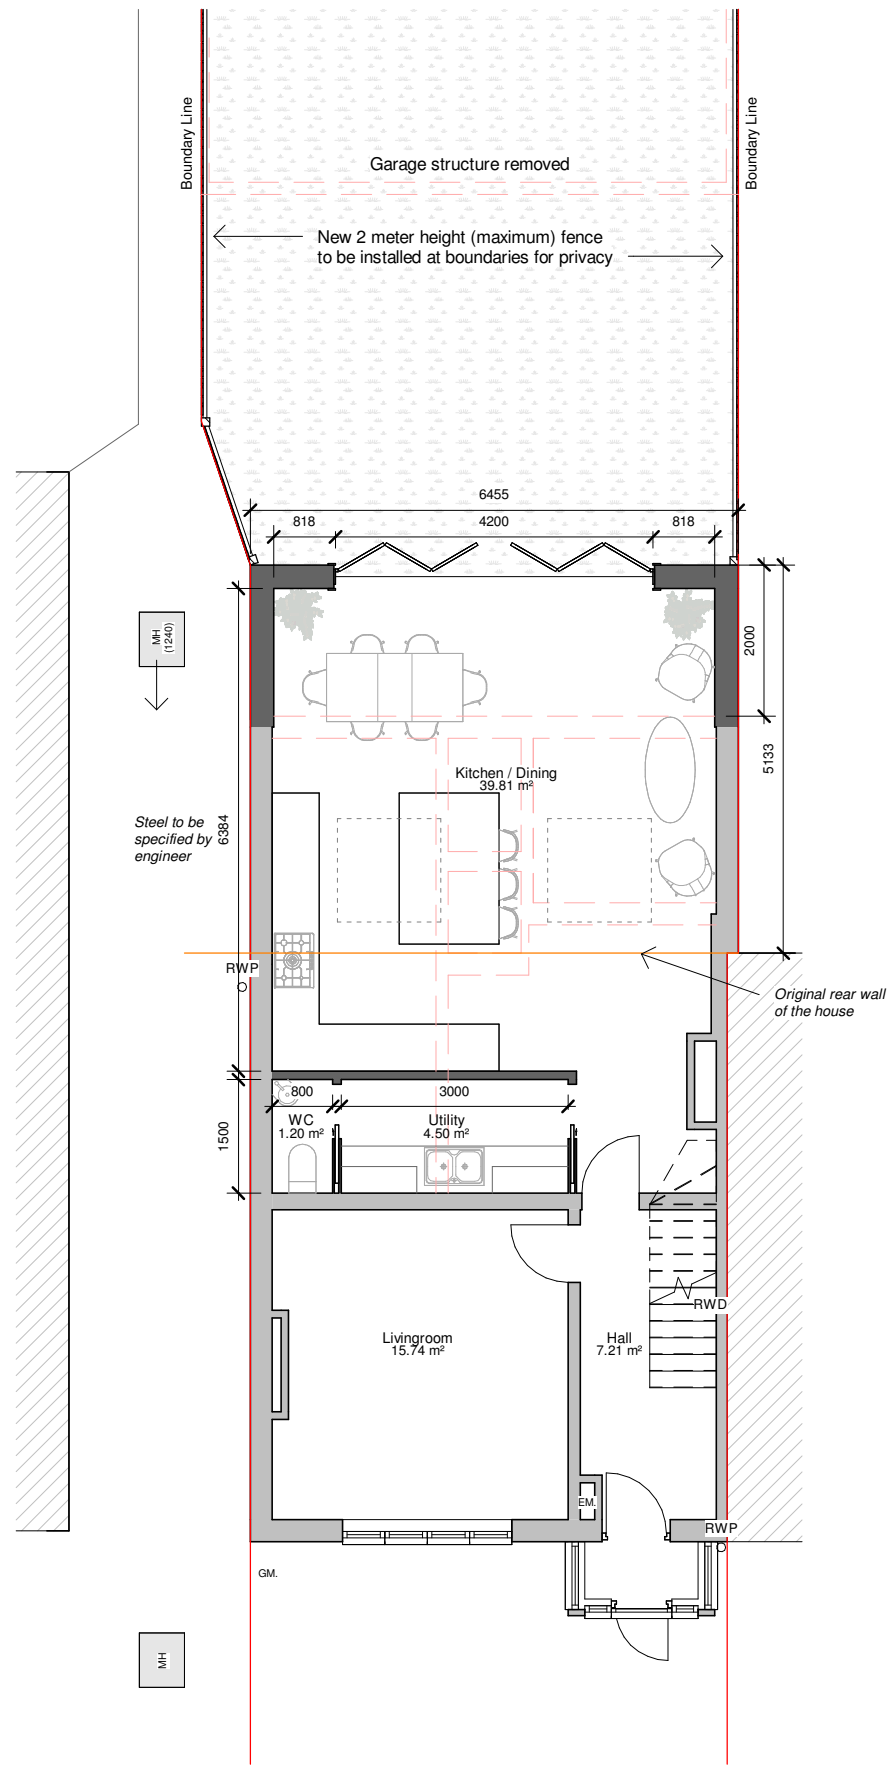 Boundary Line
Boundary Line
Garage structure removed
New 2 meter height (maximum) fence
to be installed at boundaries for privacy
6455
818
4200
818
MH
(1240)
2000
5133
Kitchen / Dining
39.81 m²
Steel to be
specified by
engineer
6384
RWP
Original rear wall
of the house
800
3000
WC
1.20 m²
Utility
4.50 m²
1500
RWD
Livingroom
15.74 m²
Hall
7.21 m²
EM.
RWP
GM.
MH